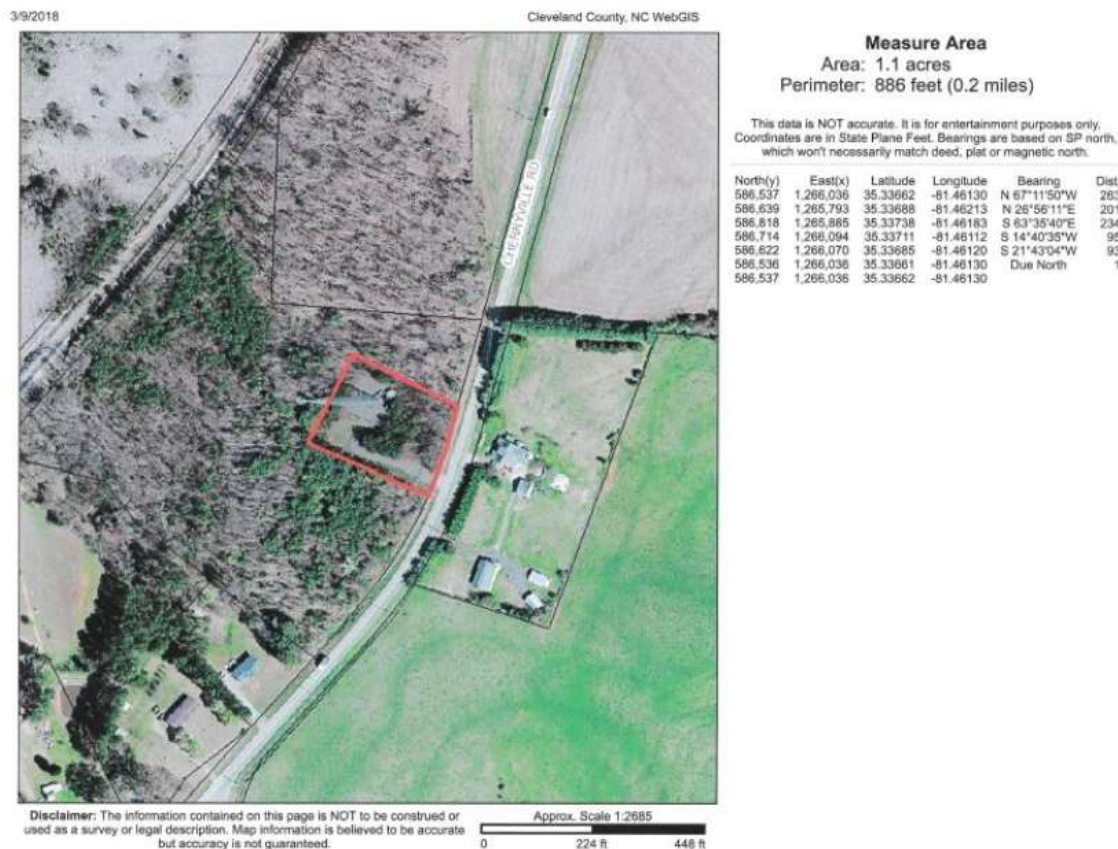 3/9/2018
Cleveland County, NC WebGIS
CHERRYVILLE RD
Measure Area
Area: 1.1 acres
Perimeter: 886 feet (0.2 miles)
This data is NOT accurate. It is for entertainment purposes only.
Coordinates are in State Plane Feet. Bearings are based on SP north,
which won't necessarily match deed, plat or magnetic north.
North(y) East(x) Latitude Longitude Bearing Dist
586,537 1,266,036 35.33662 -81.46130 N 67°11'50"W 263
586,639 1,265,793 35.33688 -81.46213 N 26°56'11"E 201
586,818 1,265,885 35.33738 -81.46183 S 63°35'40"E 234
586,714 1,266,094 35.33711 -81.46112 S 14°40'35"W 95
586,622 1,266,070 35.33685 -81.46120 S 21°43'04"W 93
586,536 1,266,036 35.33661 -81.46130 Due North 1
586,537 1,266,036 35.33662 -81.46130
Disclaimer: The information contained on this page is NOT to be construed or
used as a survey or legal description. Map information is believed to be accurate
but accuracy is not guaranteed.
Approx. Scale 1:2685
0 224 ft 448 ft